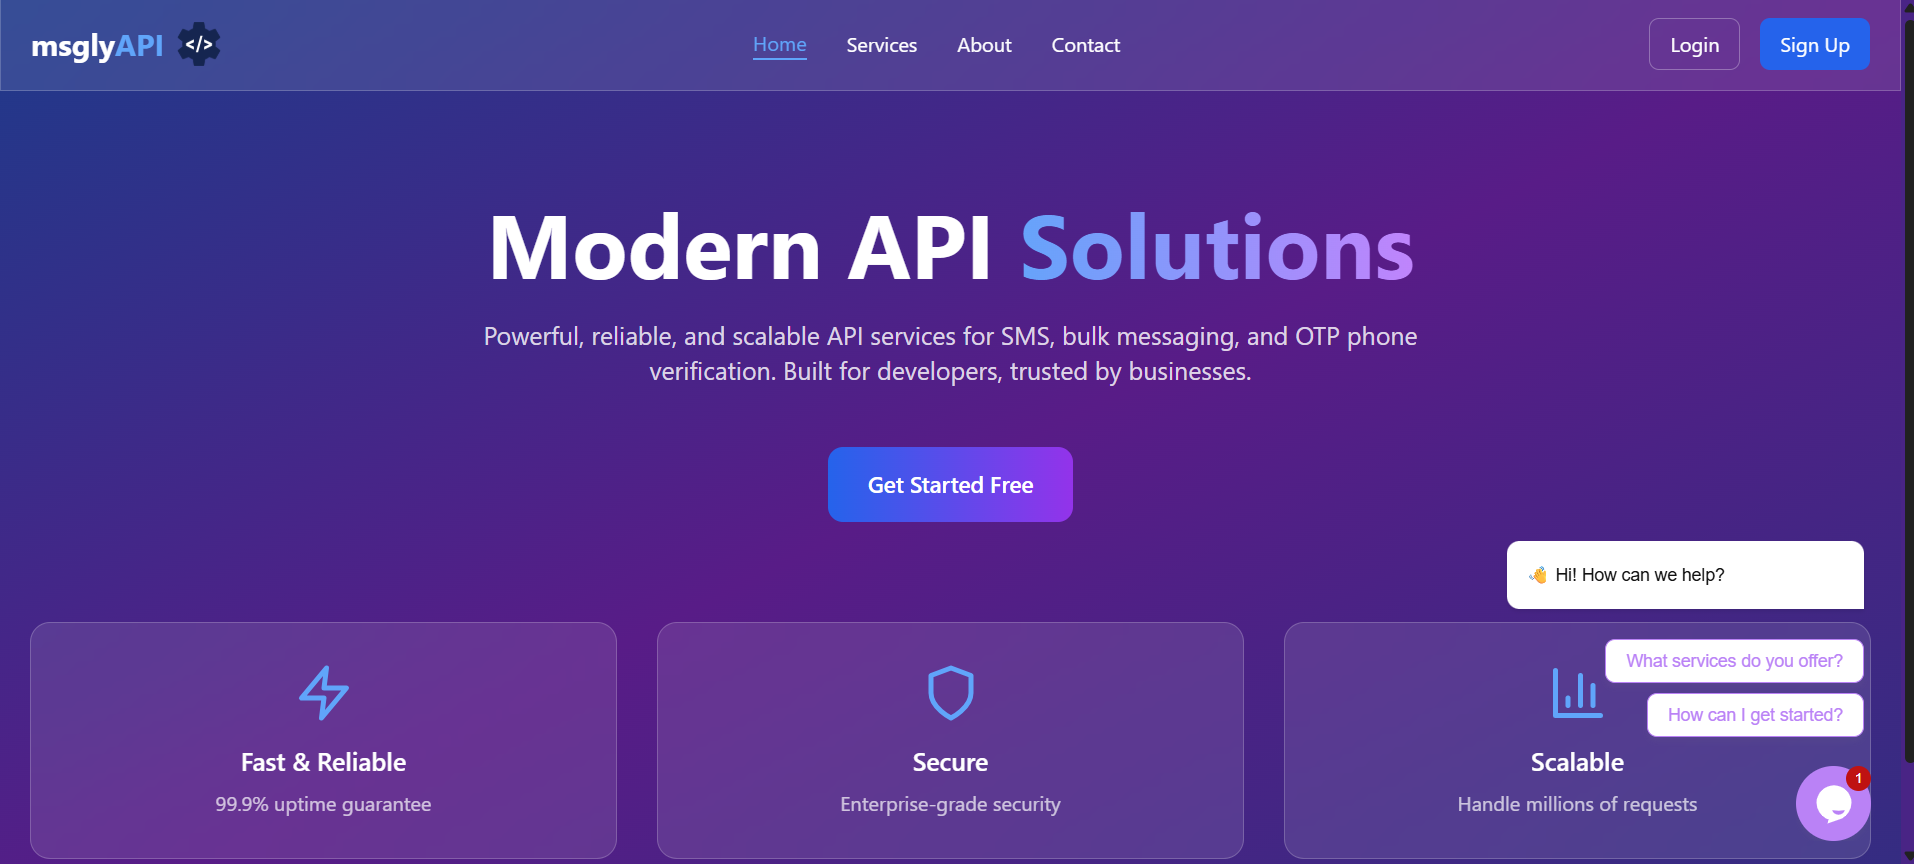 msglyAPI </>
Home
Services
About
Contact
Login
Sign Up
Modern API Solutions
Powerful, reliable, and scalable API services for SMS, bulk messaging, and OTP phone
verification. Built for developers, trusted by businesses.
Get Started Free
👋 Hi! How can we help?
What services do you offer?
How can I get started?
1
Fast & Reliable
99.9% uptime guarantee
Secure
Enterprise-grade security
Scalable
Handle millions of requests